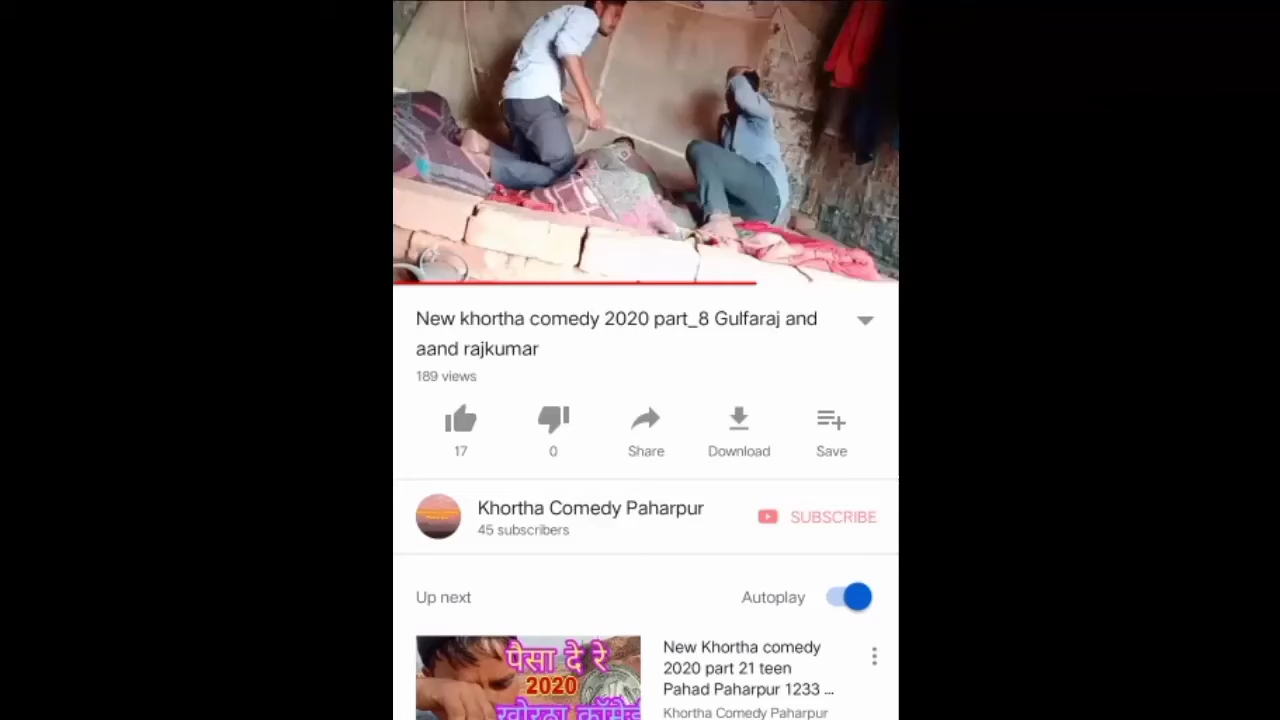 New khortha comedy 2020 part_8 Gulfaraj and
aand rajkumar
189 views
17
0
Share
Download
Save
Khortha Comedy Paharpur
45 subscribers
SUBSCRIBE
Up next
Autoplay
पैसा दे रे
2020
खोरठा कॉमेडी
New Khortha comedy
2020 part 21 teen
Pahad Paharpur 1233 ...
Khortha Comedy Paharpur